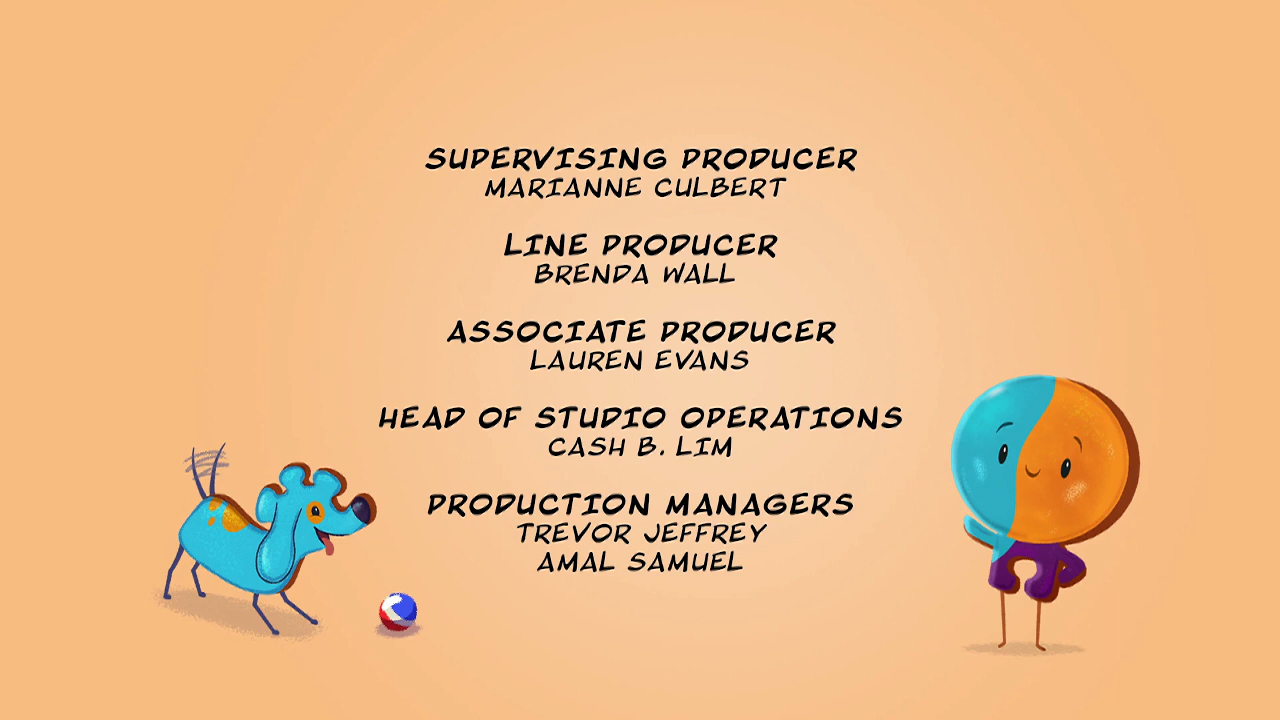 SUPERVISING PRODUCER
MARIANNE CULBERT
LINE PRODUCER
BRENDA WALL
ASSOCIATE PRODUCER
LAUREN EVANS
HEAD OF STUDIO OPERATIONS
CASH B. LIM
PRODUCTION MANAGERS
TREVOR JEFFREY
AMAL SAMUEL